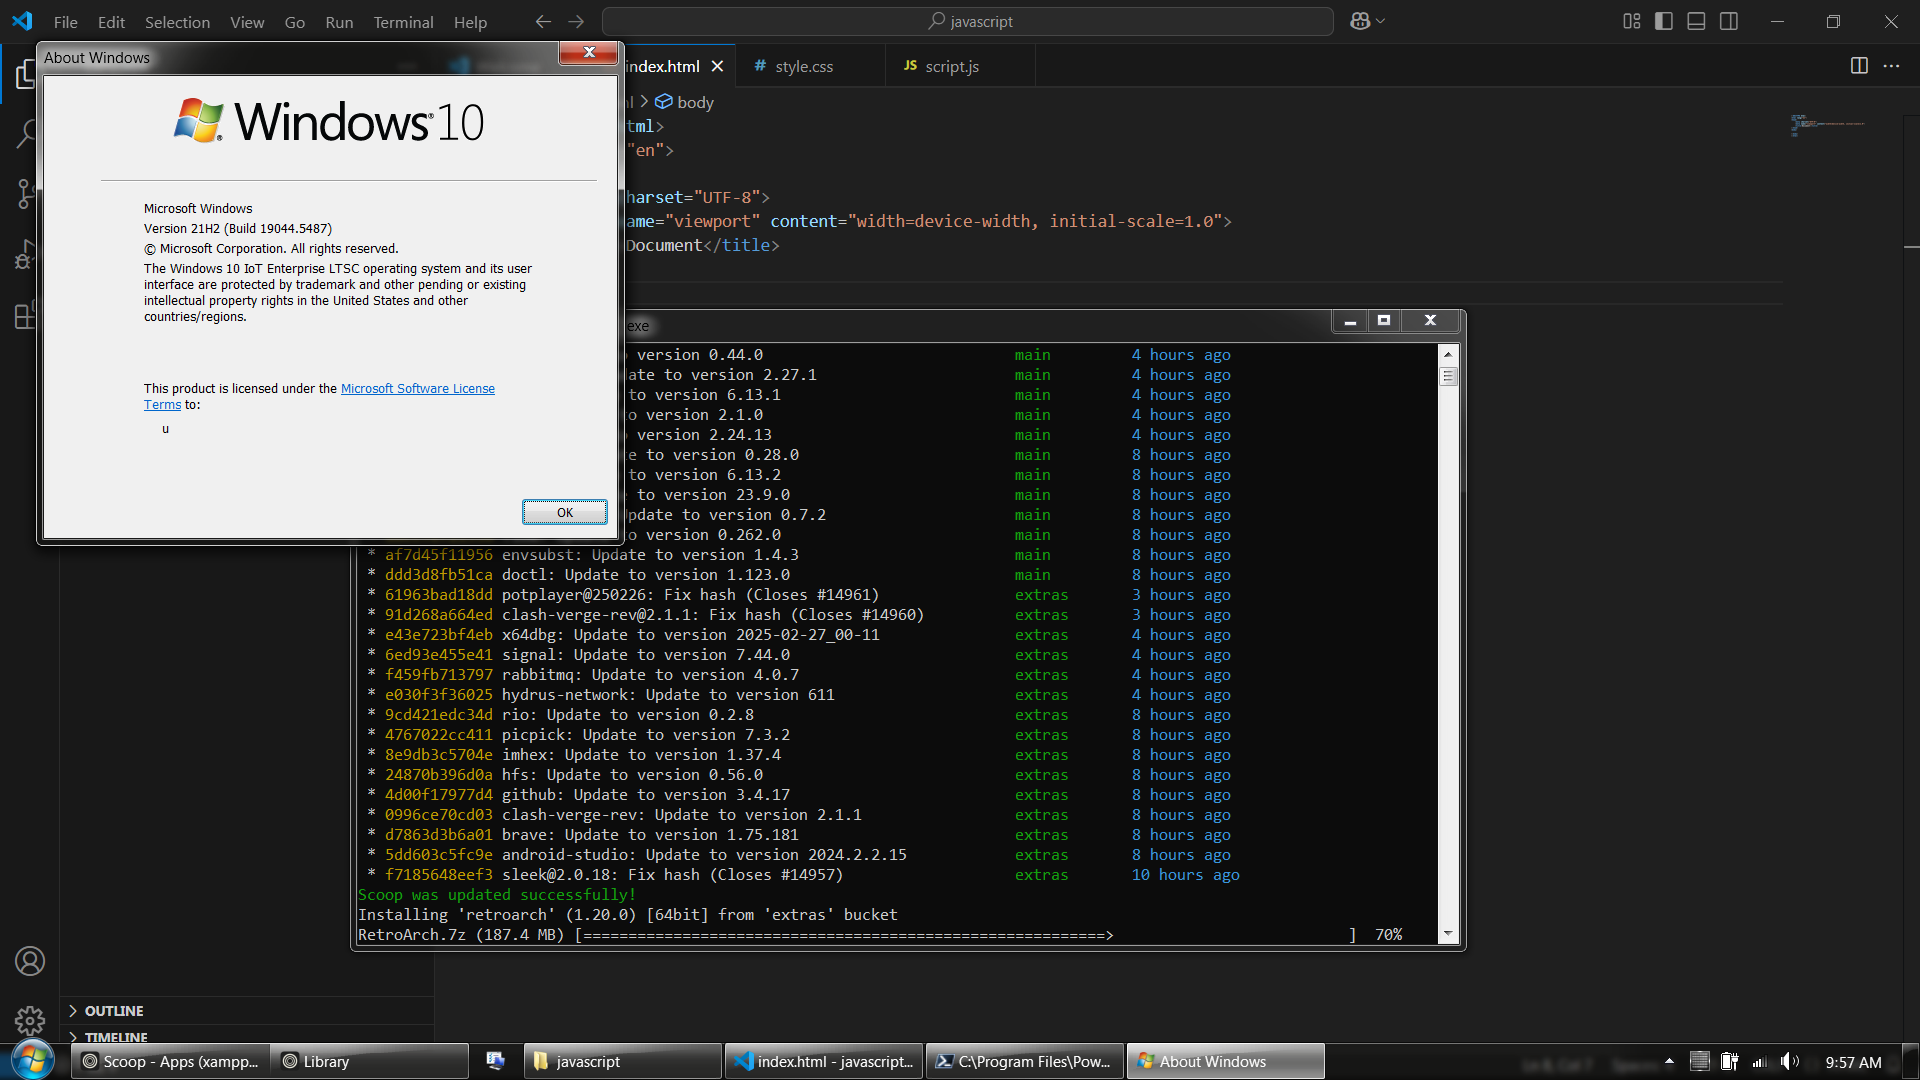 File Edit Selection View Go Run Terminal Help
javascript
About Windows
index.html
# style.css
JS script.js
body
Windows® 10
tml>
"en">
harset="UTF-8">
ame="viewport" content="width=device-width, initial-scale=1.0">
Document</title>
Microsoft Windows
Version 21H2 (Build 19044.5487)
© Microsoft Corporation. All rights reserved.
The Windows 10 IoT Enterprise LTSC operating system and its user
interface are protected by trademark and other pending or existing
intellectual property rights in the United States and other
countries/regions.
This product is licensed under the Microsoft Software License
Terms to:
u
OK
exe
version 0.44.0 main 4 hours ago
ate to version 2.27.1 main 4 hours ago
to version 6.13.1 main 4 hours ago
o version 2.1.0 main 4 hours ago
version 2.24.13 main 4 hours ago
e to version 0.28.0 main 8 hours ago
to version 6.13.2 main 8 hours ago
to version 23.9.0 main 8 hours ago
pdate to version 0.7.2 main 8 hours ago
o version 0.262.0 main 8 hours ago
* af7d45f11956 envsubst: Update to version 1.4.3 main 8 hours ago
* ddd3d8fb51ca doctl: Update to version 1.123.0 main 8 hours ago
* 61963bad18dd potplayer@250226: Fix hash (Closes #14961) extras 3 hours ago
* 91d268a664ed clash-verge-rev@2.1.1: Fix hash (Closes #14960) extras 3 hours ago
* e43e723bf4eb x64dbg: Update to version 2025-02-27_00-11 extras 4 hours ago
* 6ed93e455e41 signal: Update to version 7.44.0 extras 4 hours ago
* f459fb713797 rabbitmq: Update to version 4.0.7 extras 4 hours ago
* e030f3f36025 hydrus-network: Update to version 611 extras 4 hours ago
* 9cd421edc34d rio: Update to version 0.2.8 extras 8 hours ago
* 4767022cc411 picpick: Update to version 7.3.2 extras 8 hours ago
* 8e9db3c5704e imhex: Update to version 1.37.4 extras 8 hours ago
* 24870b396d0a hfs: Update to version 0.56.0 extras 8 hours ago
* 4d00f17977d4 github: Update to version 3.4.17 extras 8 hours ago
* 0996ce70cd03 clash-verge-rev: Update to version 2.1.1 extras 8 hours ago
* d7863d3b6a01 brave: Update to version 1.75.181 extras 8 hours ago
* 5dd603c5fc9e android-studio: Update to version 2024.2.2.15 extras 8 hours ago
* f7185648eef3 sleek@2.0.18: Fix hash (Closes #14957) extras 10 hours ago
Scoop was updated successfully!
Installing 'retroarch' (1.20.0) [64bit] from 'extras' bucket
RetroArch.7z (187.4 MB) [==========================================================> ] 70%
OUTLINE
TIMELINE
Scoop - Apps (xampp...
Library
javascript
index.html - javascript...
C:\Program Files\Pow...
About Windows
9:57 AM